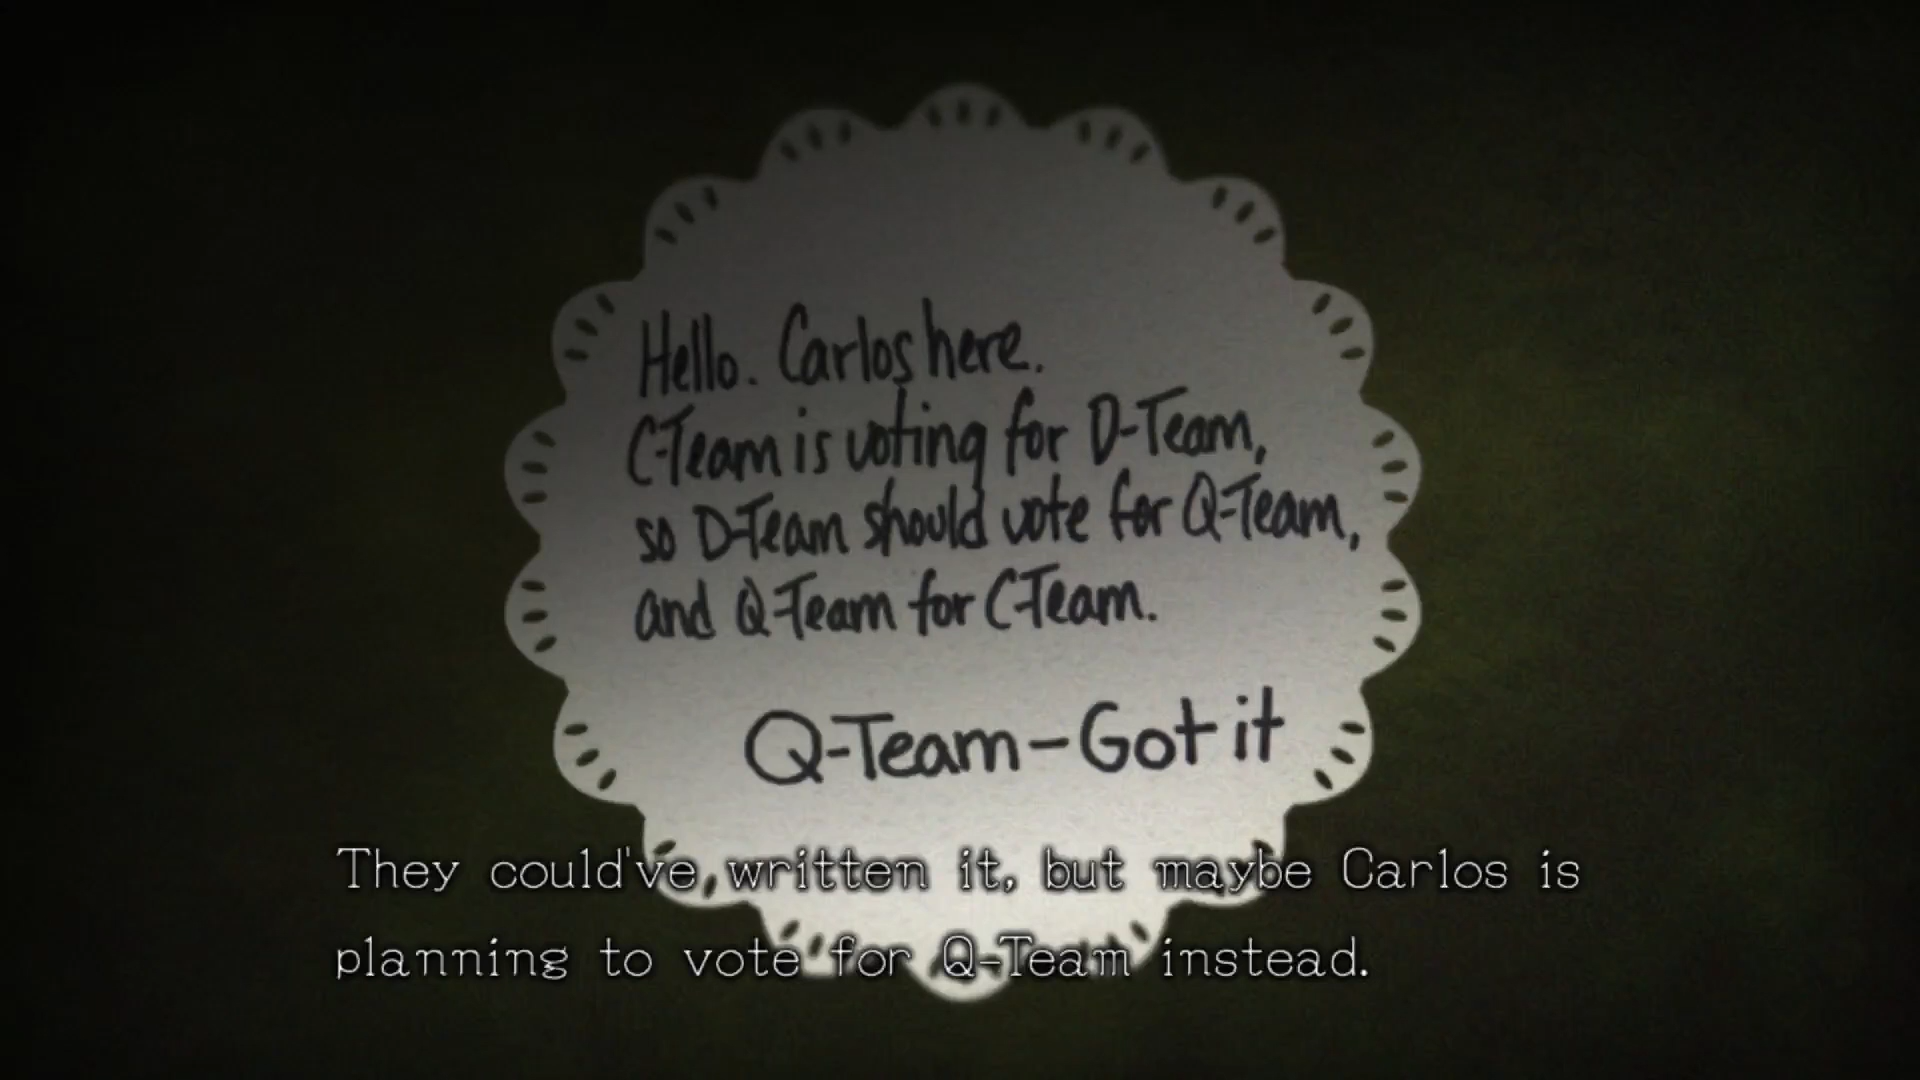 Hello. Carlos here.
C-Team is voting for D-Team,
so D-Team should vote for Q-Team,
and Q-Team for C-Team.
Q-Team-Got it
They could've written it, but maybe Carlos is
planning to vote for Q-Team instead.